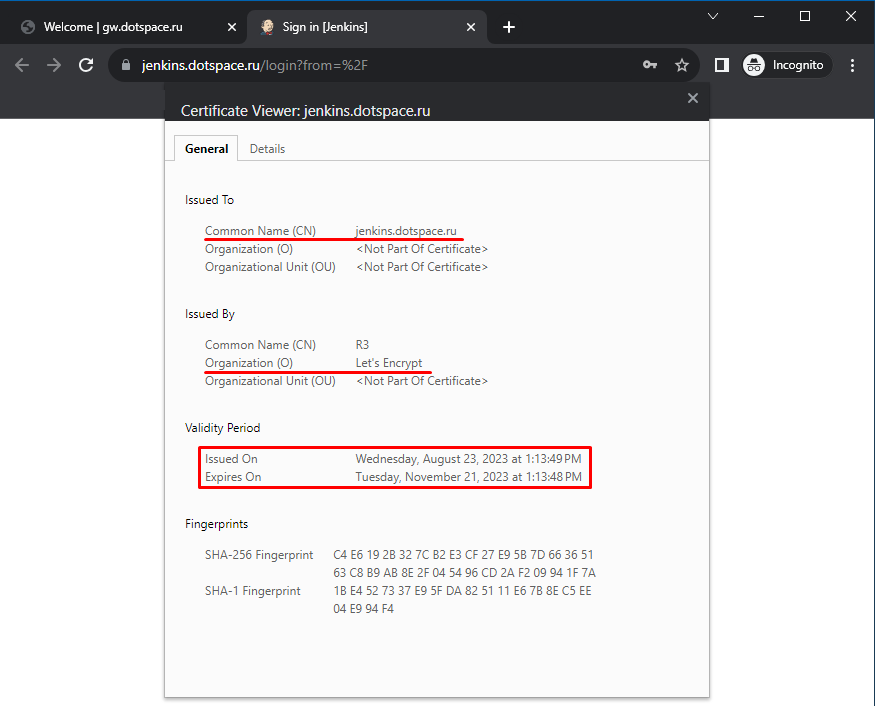 Welcome | gw.dotspace.ru
Sign in [Jenkins]
jenkins.dotspace.ru/login?from=%2F
Incognito
Certificate Viewer: jenkins.dotspace.ru
General Details
Issued To
Common Name (CN) jenkins.dotspace.ru
Organization (O) <Not Part Of Certificate>
Organizational Unit (OU) <Not Part Of Certificate>
Issued By
Common Name (CN) R3
Organization (O) Let's Encrypt
Organizational Unit (OU) <Not Part Of Certificate>
Validity Period
Issued On Wednesday, August 23, 2023 at 1:13:49 PM
Expires On Tuesday, November 21, 2023 at 1:13:48 PM
Fingerprints
SHA-256 Fingerprint C4 E6 19 2B 32 7C B2 E3 CF 27 E9 5B 7D 66 36 51
63 C8 B9 AB 8E 2F 04 54 96 CD 2A F2 09 94 1F 7A
SHA-1 Fingerprint 1B E4 52 73 37 E9 5F DA 82 51 11 E6 7B 8E C5 EE
04 E9 94 F4